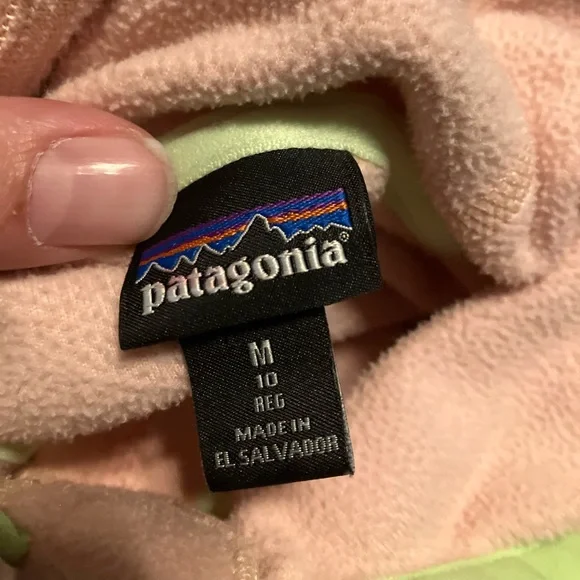 patagonia®
M
10
REG
MADE IN
EL SALVADOR